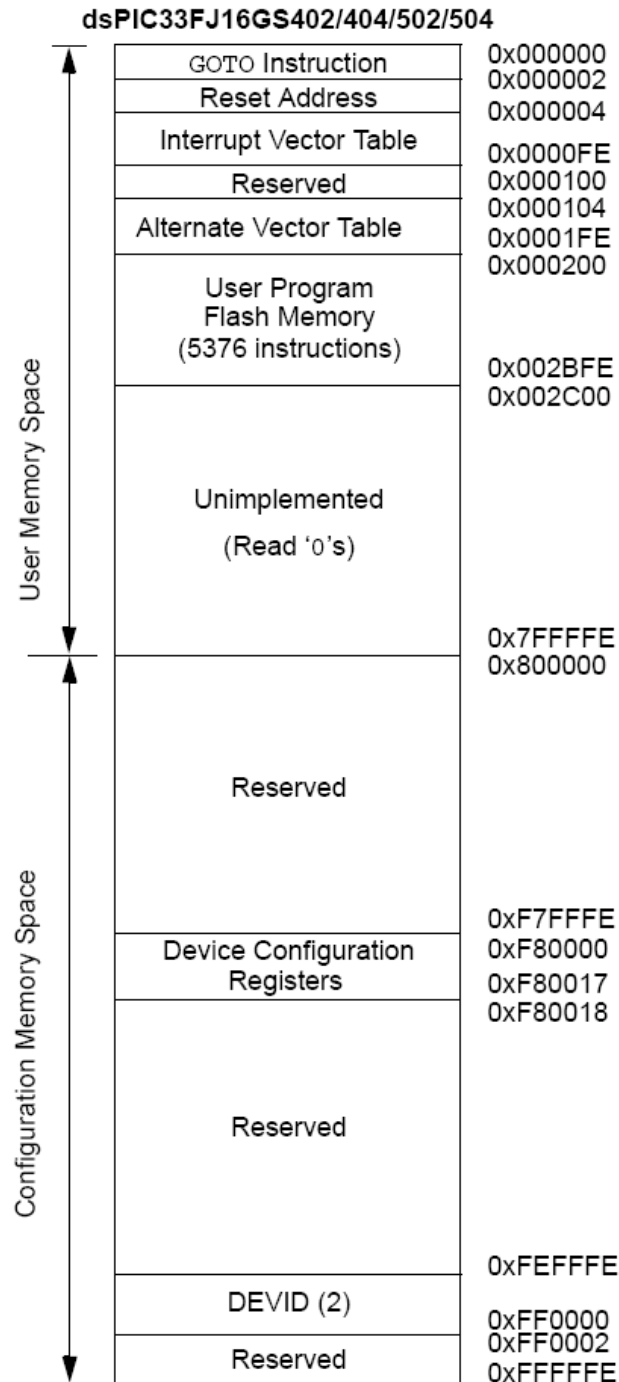 dsPIC33FJ16GS402/404/502/504
GOTO Instruction
0x000000
0x000002
Reset Address
0x000004
Interrupt Vector Table
0x0000FE
Reserved
0x000100
0x000104
Alternate Vector Table
0x0001FE
0x000200
User Program
Flash Memory
(5376 instructions)
0x002BFE
0x002C00
User Memory Space
Unimplemented
(Read ‘0’s)
0x7FFFFE
0x800000
Reserved
0xF7FFFE
Device Configuration
0xF80000
Registers
0xF80017
0xF80018
Configuration Memory Space
Reserved
0xFEFFFE
DEVID (2)
0xFF0000
0xFF0002
Reserved
0xFFFFFE